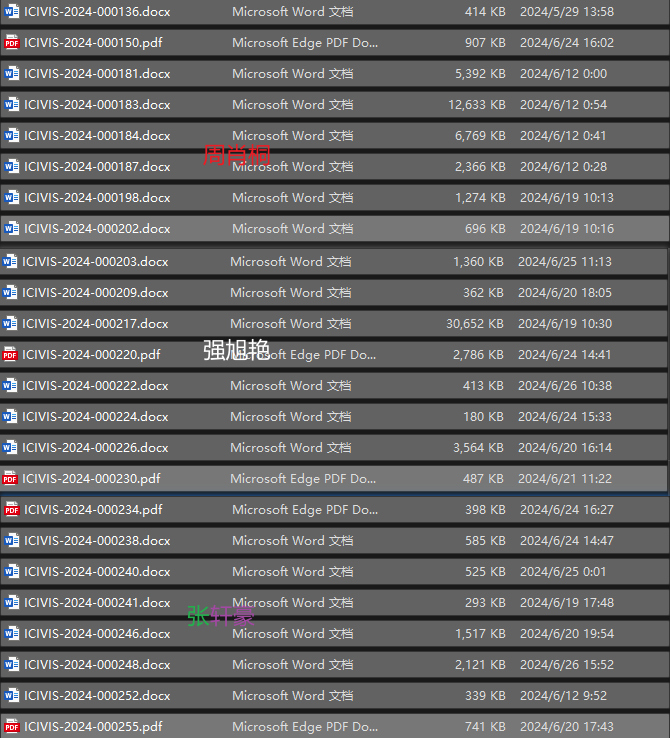 ICIVIS-2024-000136.docx Microsoft Word 文档 414 KB 2024/5/29 13:58
ICIVIS-2024-000150.pdf Microsoft Edge PDF Do... 907 KB 2024/6/24 16:02
ICIVIS-2024-000181.docx Microsoft Word 文档 5,392 KB 2024/6/12 0:00
ICIVIS-2024-000183.docx Microsoft Word 文档 12,633 KB 2024/6/12 0:54
ICIVIS-2024-000184.docx Microsoft Word 文档 6,769 KB 2024/6/12 0:41
周尚桐
ICIVIS-2024-000187.docx Microsoft Word 文档 2,366 KB 2024/6/12 0:28
ICIVIS-2024-000198.docx Microsoft Word 文档 1,274 KB 2024/6/19 10:13
ICIVIS-2024-000202.docx Microsoft Word 文档 696 KB 2024/6/19 10:16
ICIVIS-2024-000203.docx Microsoft Word 文档 1,360 KB 2024/6/25 11:13
ICIVIS-2024-000209.docx Microsoft Word 文档 362 KB 2024/6/20 18:05
ICIVIS-2024-000217.docx Microsoft Word 文档 30,652 KB 2024/6/19 10:30
强旭艳
ICIVIS-2024-000220.pdf Microsoft Edge PDF Do... 2,786 KB 2024/6/24 14:41
ICIVIS-2024-000222.docx Microsoft Word 文档 413 KB 2024/6/26 10:38
ICIVIS-2024-000224.docx Microsoft Word 文档 180 KB 2024/6/24 15:33
ICIVIS-2024-000226.docx Microsoft Word 文档 3,564 KB 2024/6/20 16:14
ICIVIS-2024-000230.pdf Microsoft Edge PDF Do... 487 KB 2024/6/21 11:22
ICIVIS-2024-000234.pdf Microsoft Edge PDF Do... 398 KB 2024/6/24 16:27
ICIVIS-2024-000238.docx Microsoft Word 文档 585 KB 2024/6/24 14:47
ICIVIS-2024-000240.docx Microsoft Word 文档 525 KB 2024/6/25 0:01
ICIVIS-2024-000241.docx Microsoft Word 文档 293 KB 2024/6/19 17:48
张轩豪
ICIVIS-2024-000246.docx Microsoft Word 文档 1,517 KB 2024/6/20 19:54
ICIVIS-2024-000248.docx Microsoft Word 文档 2,121 KB 2024/6/26 15:52
ICIVIS-2024-000252.docx Microsoft Word 文档 339 KB 2024/6/12 9:52
ICIVIS-2024-000255.pdf Microsoft Edge PDF Do... 741 KB 2024/6/20 17:43